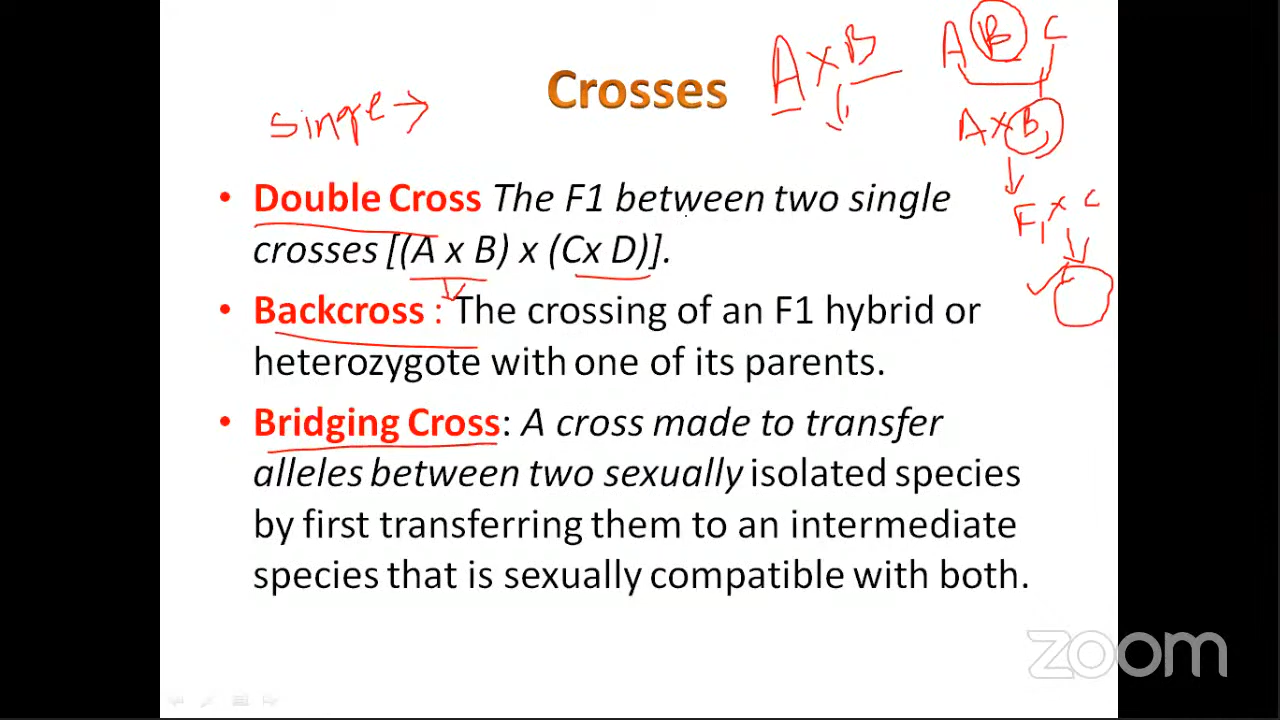 A B C
A x B
Crosses
single →
A x B
F1 x C
• Double Cross The F1 between two single
crosses [(A x B) x (Cx D)].
• Backcross : The crossing of an F1 hybrid or
heterozygote with one of its parents.
• Bridging Cross: A cross made to transfer
alleles between two sexually isolated species
by first transferring them to an intermediate
species that is sexually compatible with both.
zoom